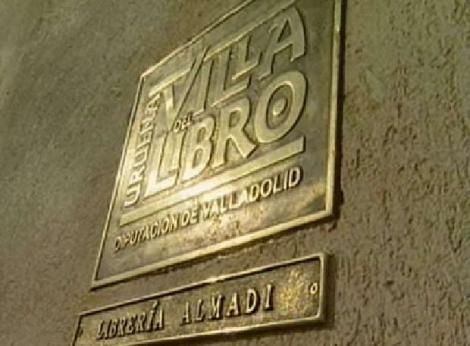 URUEÑA
VILLA
DEL
LIBRO
DIPUTACIÓN DE VALLADOLID
LIBRERÍA ALMADI